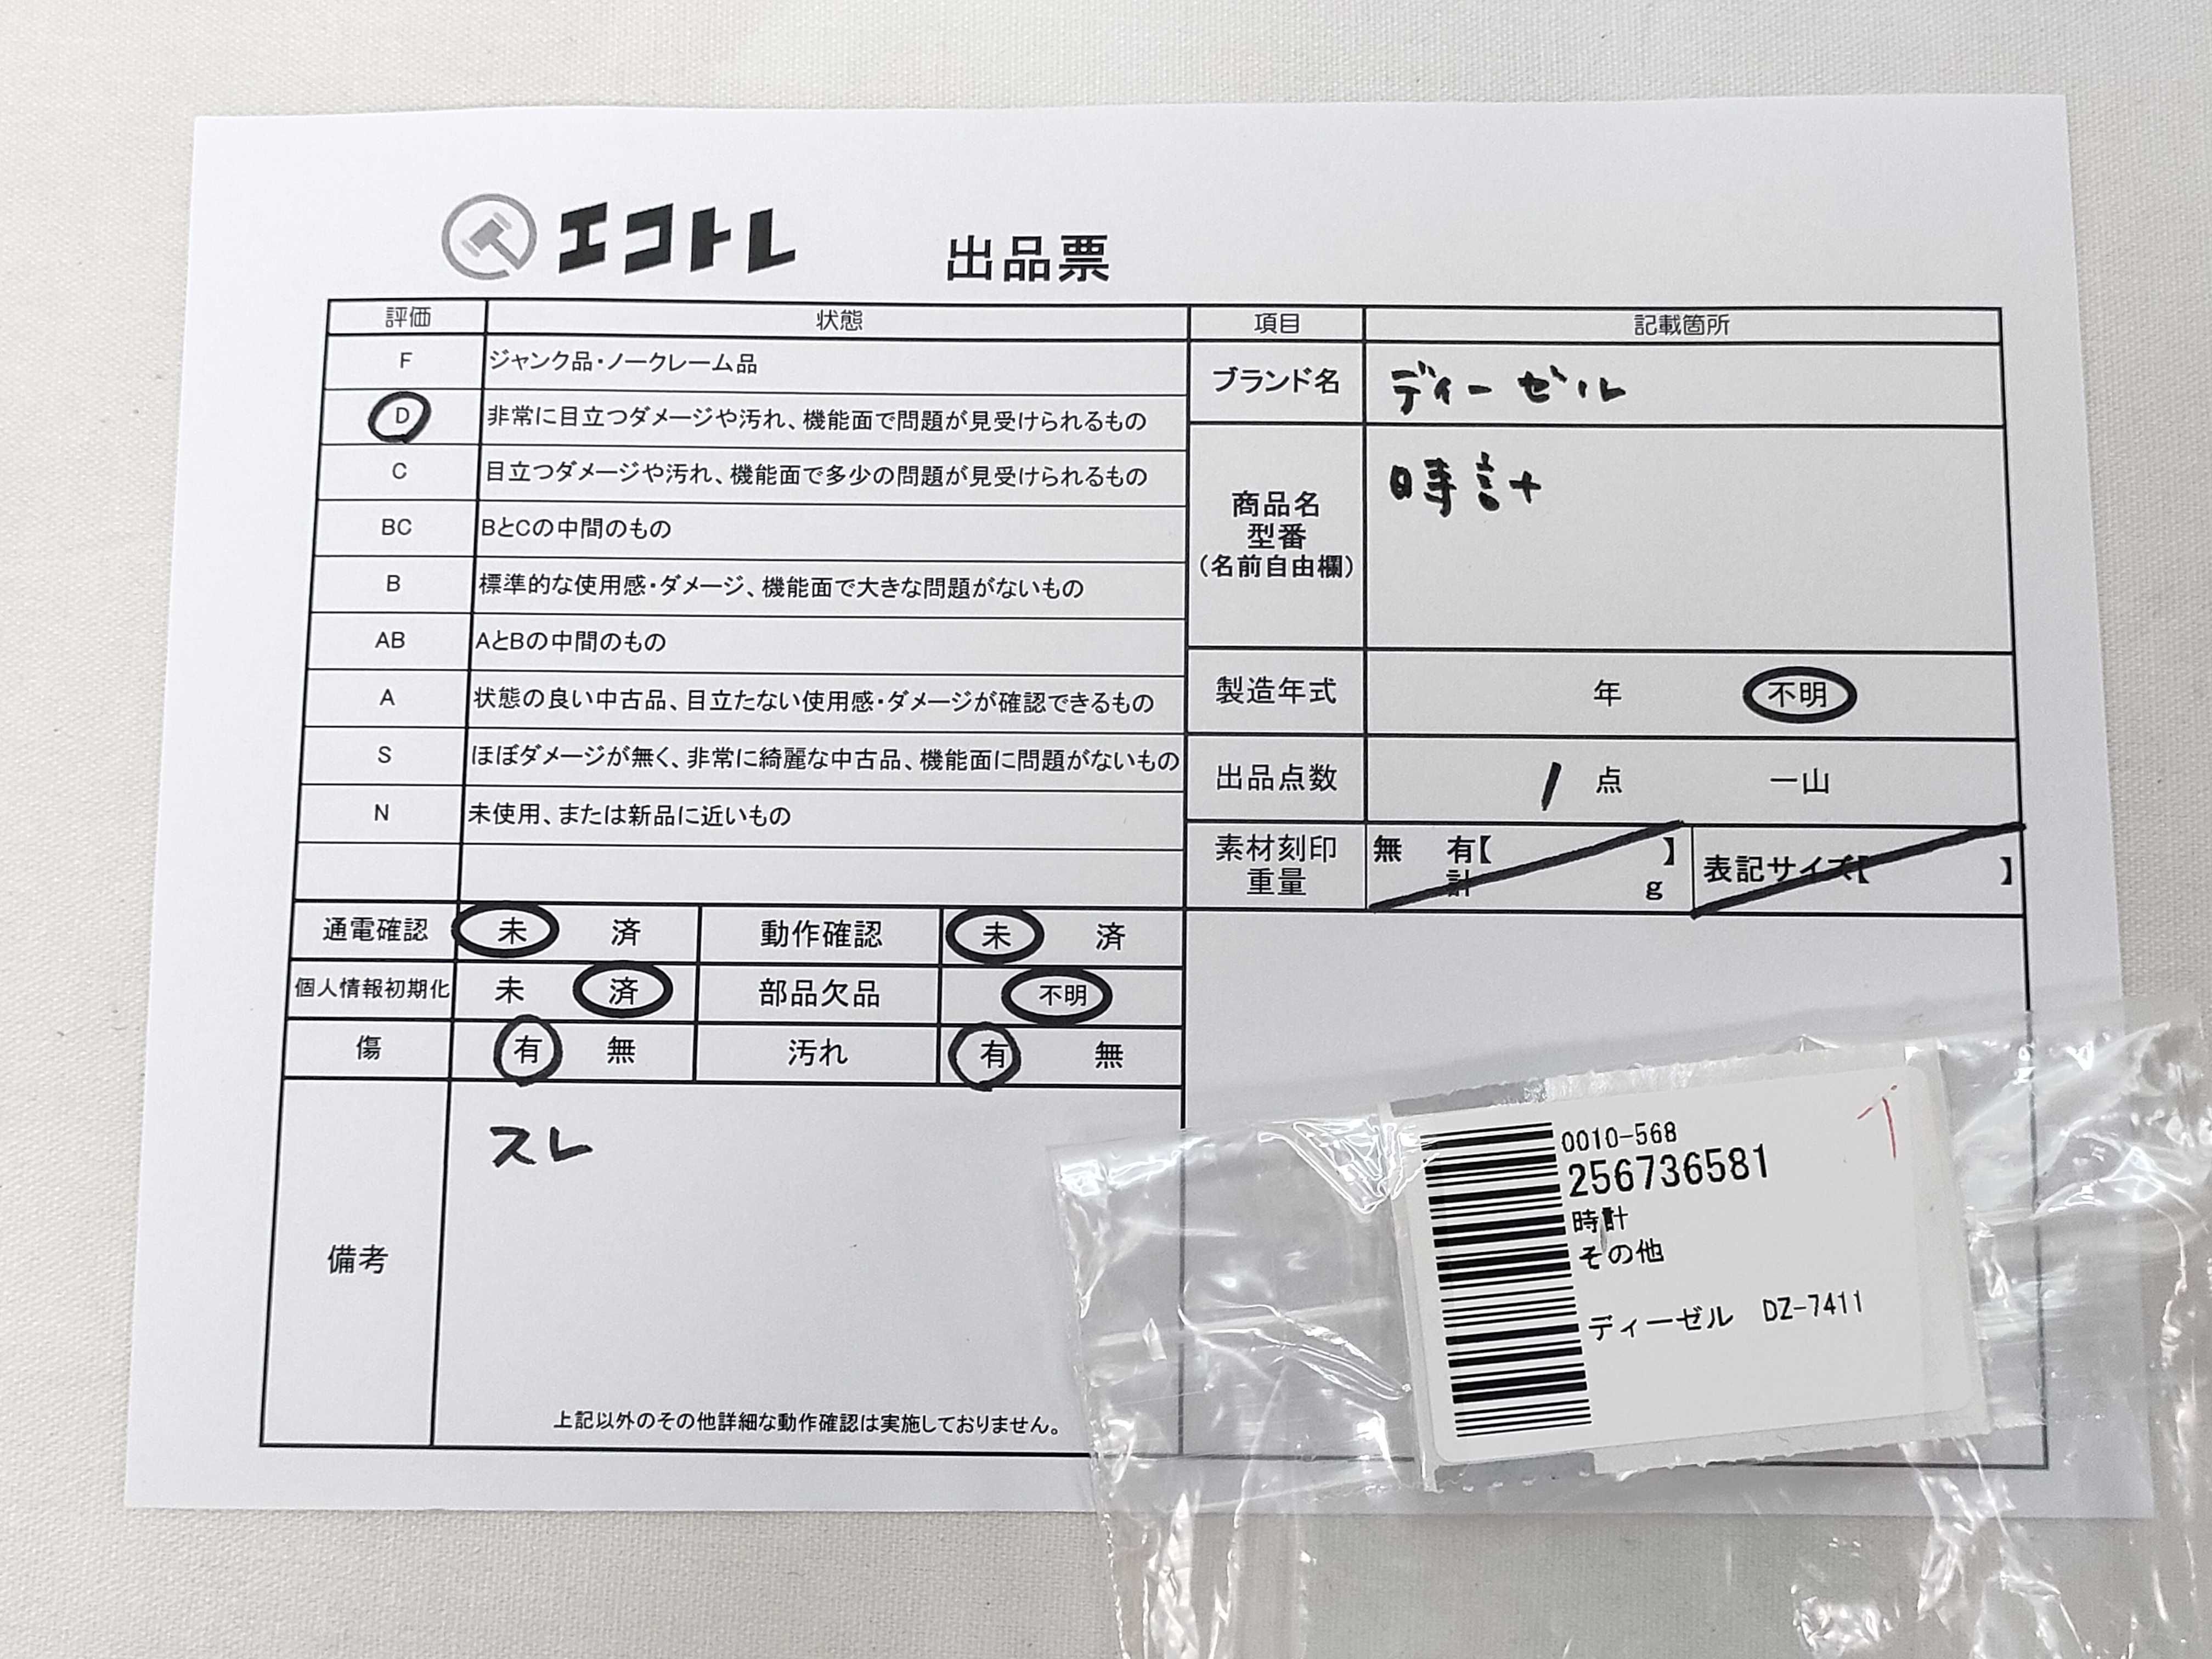 エコトレ 出品票
評価 状態 項目 記載箇所
F ジャンク品・ノークレーム品
D 非常に目立つダメージや汚れ、機能面で問題が見受けられるもの
C 目立つダメージや汚れ、機能面で多少の問題が見受けられるもの
BC BとCの中間のもの
B 標準的な使用感・ダメージ、機能面で大きな問題がないもの
AB AとBの中間のもの
A 状態の良い中古品、目立たない使用感・ダメージが確認できるもの
S ほぼダメージが無く、非常に綺麗な中古品、機能面に問題がないもの
N 未使用、または新品に近いもの
ブランド名 ディーゼル
商品名
型番
(名前自由欄)
時計
製造年式 年 不明
出品点数 1 点 一山
素材刻印 無 有【 】
重量 計 g
表記サイズ【 】
通電確認 未 済 動作確認 未 済
個人情報初期化 未 済 部品欠品 不明
傷 有 無 汚れ 有 無
備考
スレ
上記以外のその他詳細な動作確認は実施しておりません。
0010-568
256736581
時計
その他
ディーゼル DZ-7411